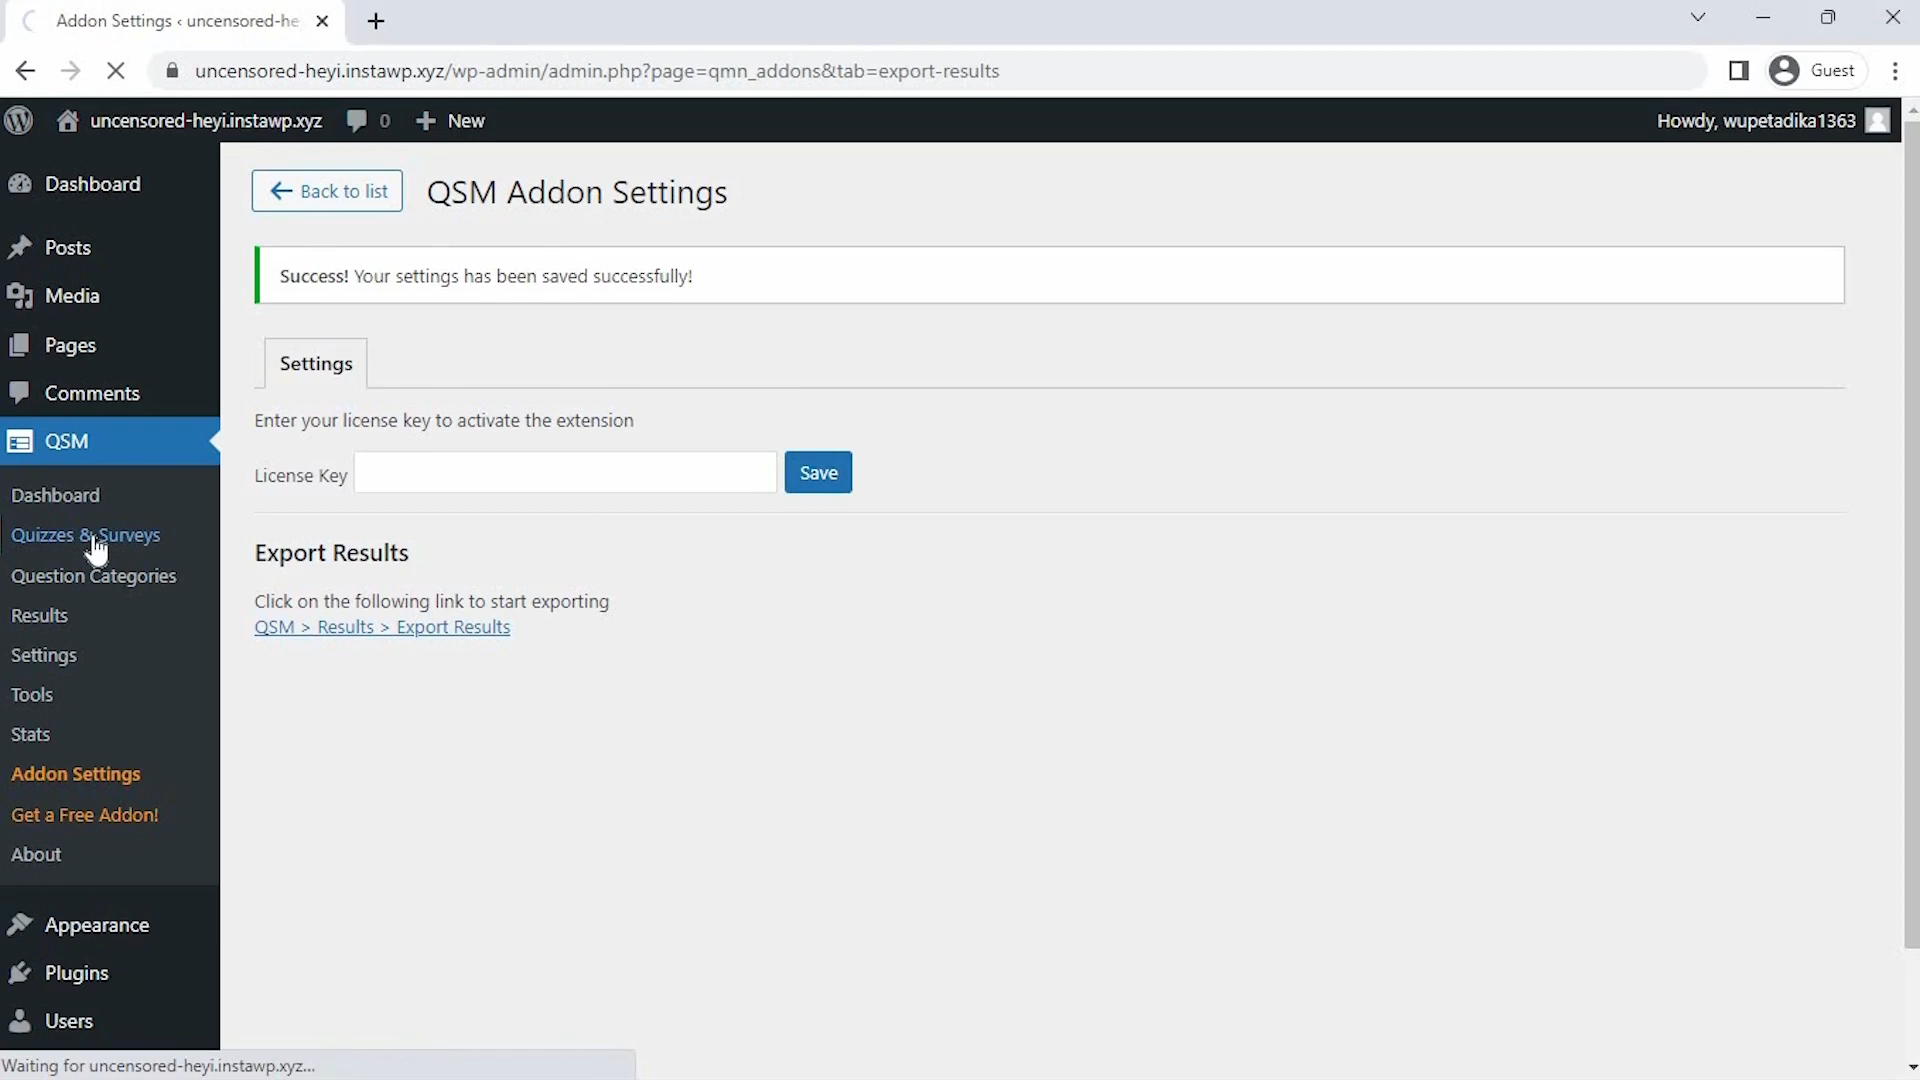 Addon Settings ‹ uncensored-he
uncensored-heyi.instawp.xyz/wp-admin/admin.php?page=qmn_addons&tab=export-results
Guest
uncensored-heyi.instawp.xyz
0
New
Howdy, wupetadika1363
Dashboard
Posts
Media
Pages
Comments
QSM
Dashboard
Quizzes & Surveys
Question Categories
Results
Settings
Tools
Stats
Addon Settings
Get a Free Addon!
About
Appearance
Plugins
Users
Back to list
QSM Addon Settings
Success! Your settings has been saved successfully!
Settings
Enter your license key to activate the extension
License Key
Save
Export Results
Click on the following link to start exporting
QSM > Results > Export Results
Waiting for uncensored-heyi.instawp.xyz...